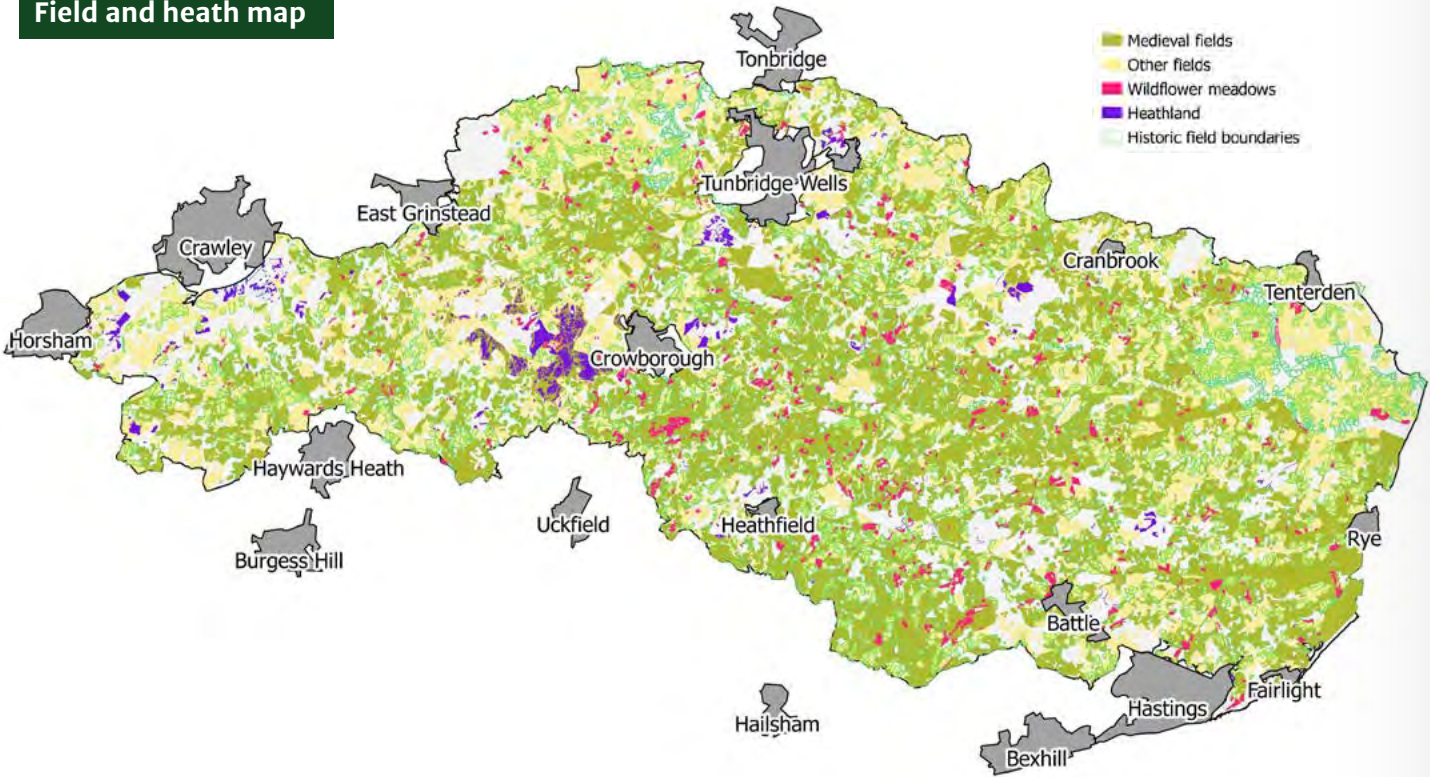 Field and heath map
Tonbridge
Medieval fields
Other fields
Wildflower meadows
Heathland
Historic field boundaries
Tunbridge Wells
East Grinstead
Crawley
Cranbrook
Tenterden
Horsham
Crowborough
Haywards Heath
Uckfield
Heathfield
Rye
Burgess Hill
Battle
Fairlight
Hastings
Hailsham
Bexhill